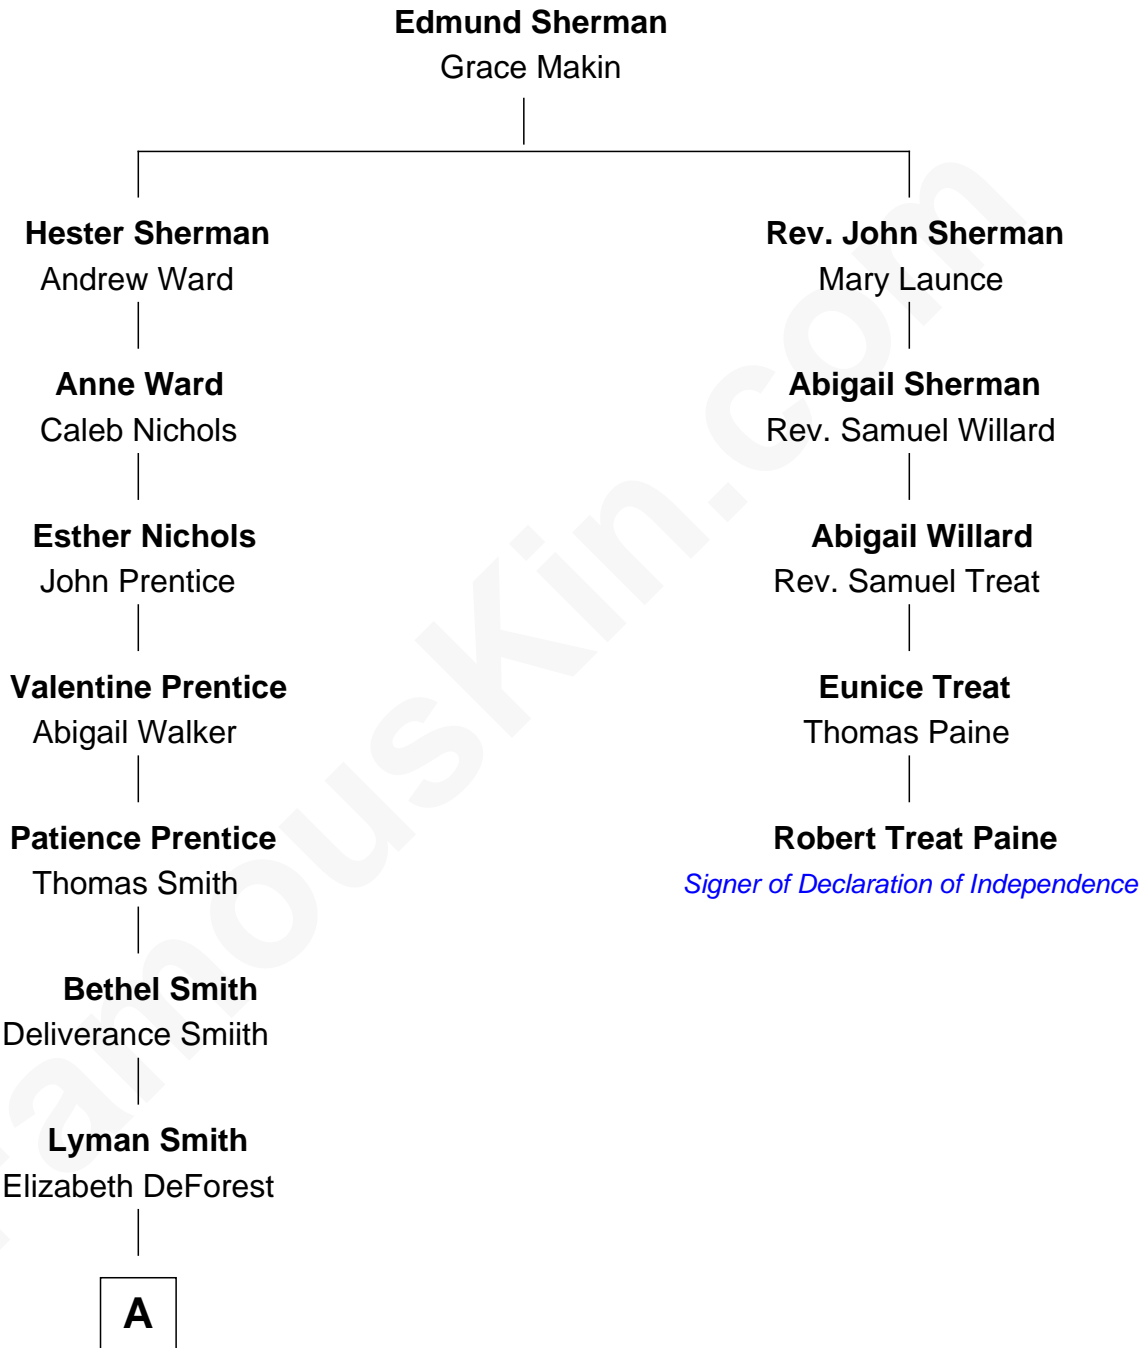 Edmund Sherman
Grace Makin
Hester Sherman
Andrew Ward
Rev. John Sherman
Mary Launce
Anne Ward
Caleb Nichols
Abigail Sherman
Rev. Samuel Willard
Esther Nichols
John Prentice
Abigail Willard
Rev. Samuel Treat
Valentine Prentice
Abigail Walker
Eunice Treat
Thomas Paine
Patience Prentice
Thomas Smith
Robert Treat Paine
Signer of Declaration of Independence
Bethel Smith
Deliverance Smiith
Lyman Smith
Elizabeth DeForest
A
FamousKin.com